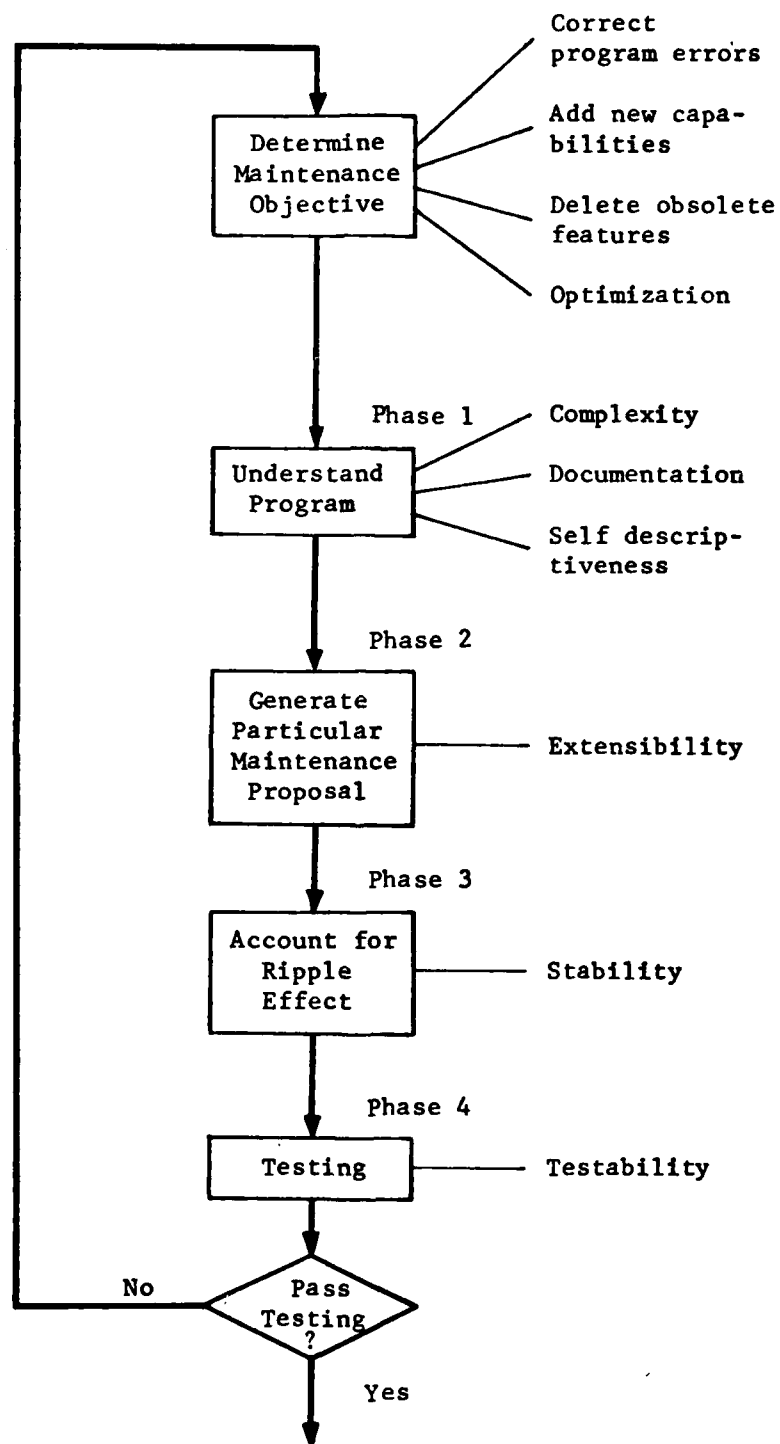 Correct
program errors
Determine
Maintenance
Objective
Add new capa-
bilities
Delete obsolete
features
Optimization
Phase 1
Understand
Program
Complexity
Documentation
Self descrip-
tiveness
Phase 2
Generate
Particular
Maintenance
Proposal
Extensibility
Phase 3
Account for
Ripple
Effect
Stability
Phase 4
Testing
Testability
Pass
Testing
?
No
Yes